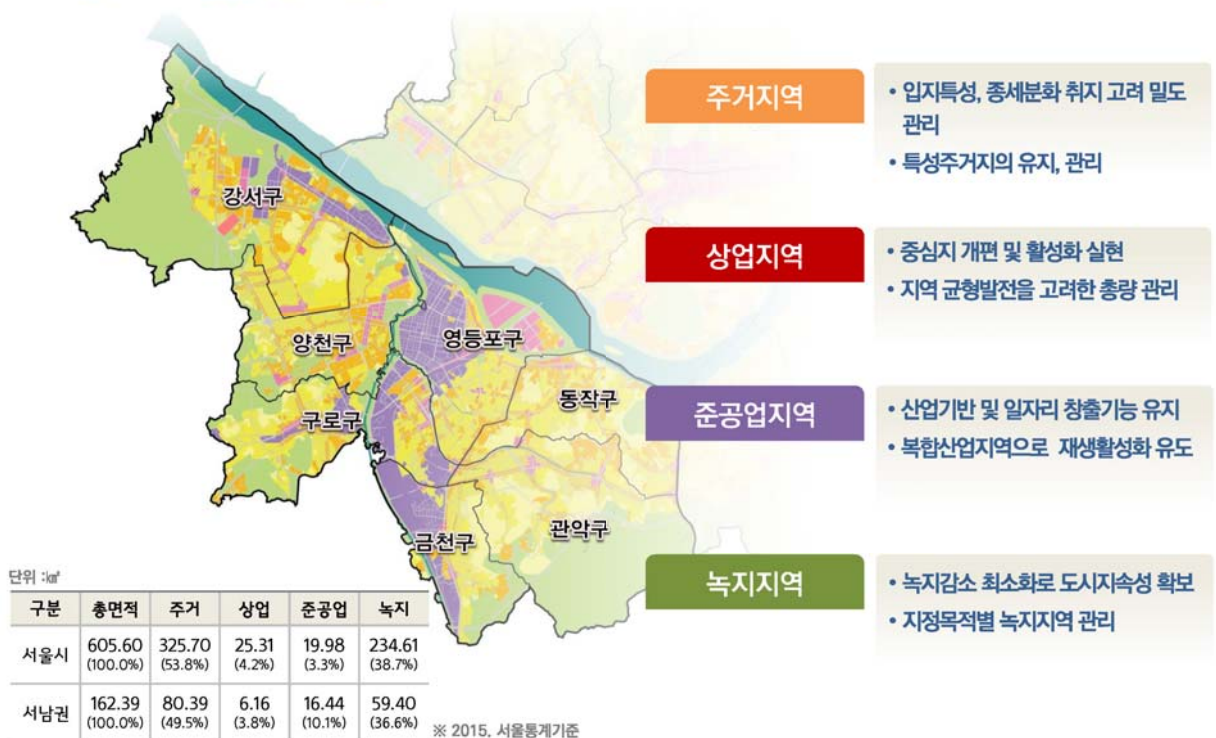 주거지역
• 입지특성, 종세분화 취지 고려 밀도
관리
• 특성주거지의 유지, 관리
상업지역
• 중심지 개편 및 활성화 실현
• 지역 균형발전을 고려한 총량 관리
준공업지역
• 산업기반 및 일자리 창출기능 유지
• 복합산업지역으로 재생활성화 유도
녹지지역
• 녹지감소 최소화로 도시지속성 확보
• 지정목적별 녹지지역 관리
강서구
양천구
영등포구
구로구
동작구
금천구
관악구
단위 :㎢
구분 총면적 주거 상업 준공업 녹지
서울시 605.60 325.70 25.31 19.98 234.61
(100.0%) (53.8%) (4.2%) (3.3%) (38.7%)
서남권 162.39 80.39 6.16 16.44 59.40
(100.0%) (49.5%) (3.8%) (10.1%) (36.6%)
※ 2015, 서울통계기준